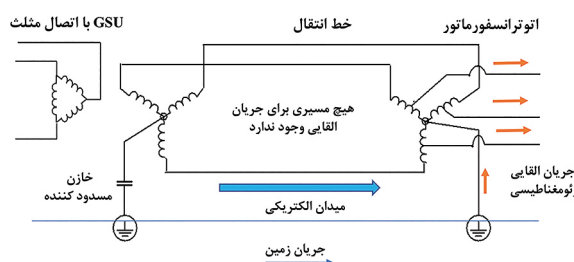 GSU با اتصال مثلث
خط انتقال
اتوترانسفورماتور
هیچ مسیری برای جریان
القایی وجود ندارد
خازن
مسدود کننده
میدان الکتریکی
جریان القایی
ژئومغناطیسی
جریان زمین